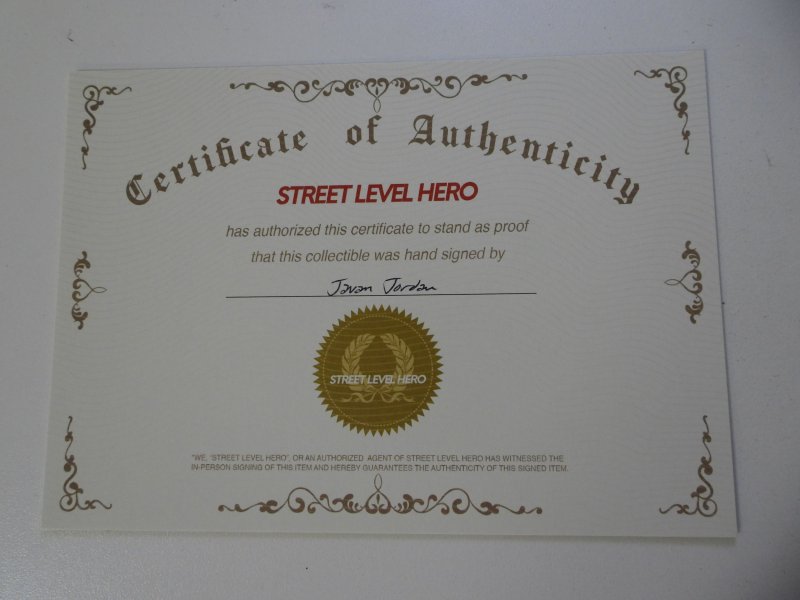 Certificate of Authenticity
STREET LEVEL HERO
has authorized this certificate to stand as proof
that this collectible was hand signed by
Javan Jordan
STREET LEVEL HERO
"WE, "STREET LEVEL HERO", OR AN AUTHORIZED AGENT OF STREET LEVEL HERO HAS WITNESSED THE
IN-PERSON SIGNING OF THIS ITEM AND HEREBY GUARANTEES THE AUTHENTICITY OF THIS SIGNED ITEM.